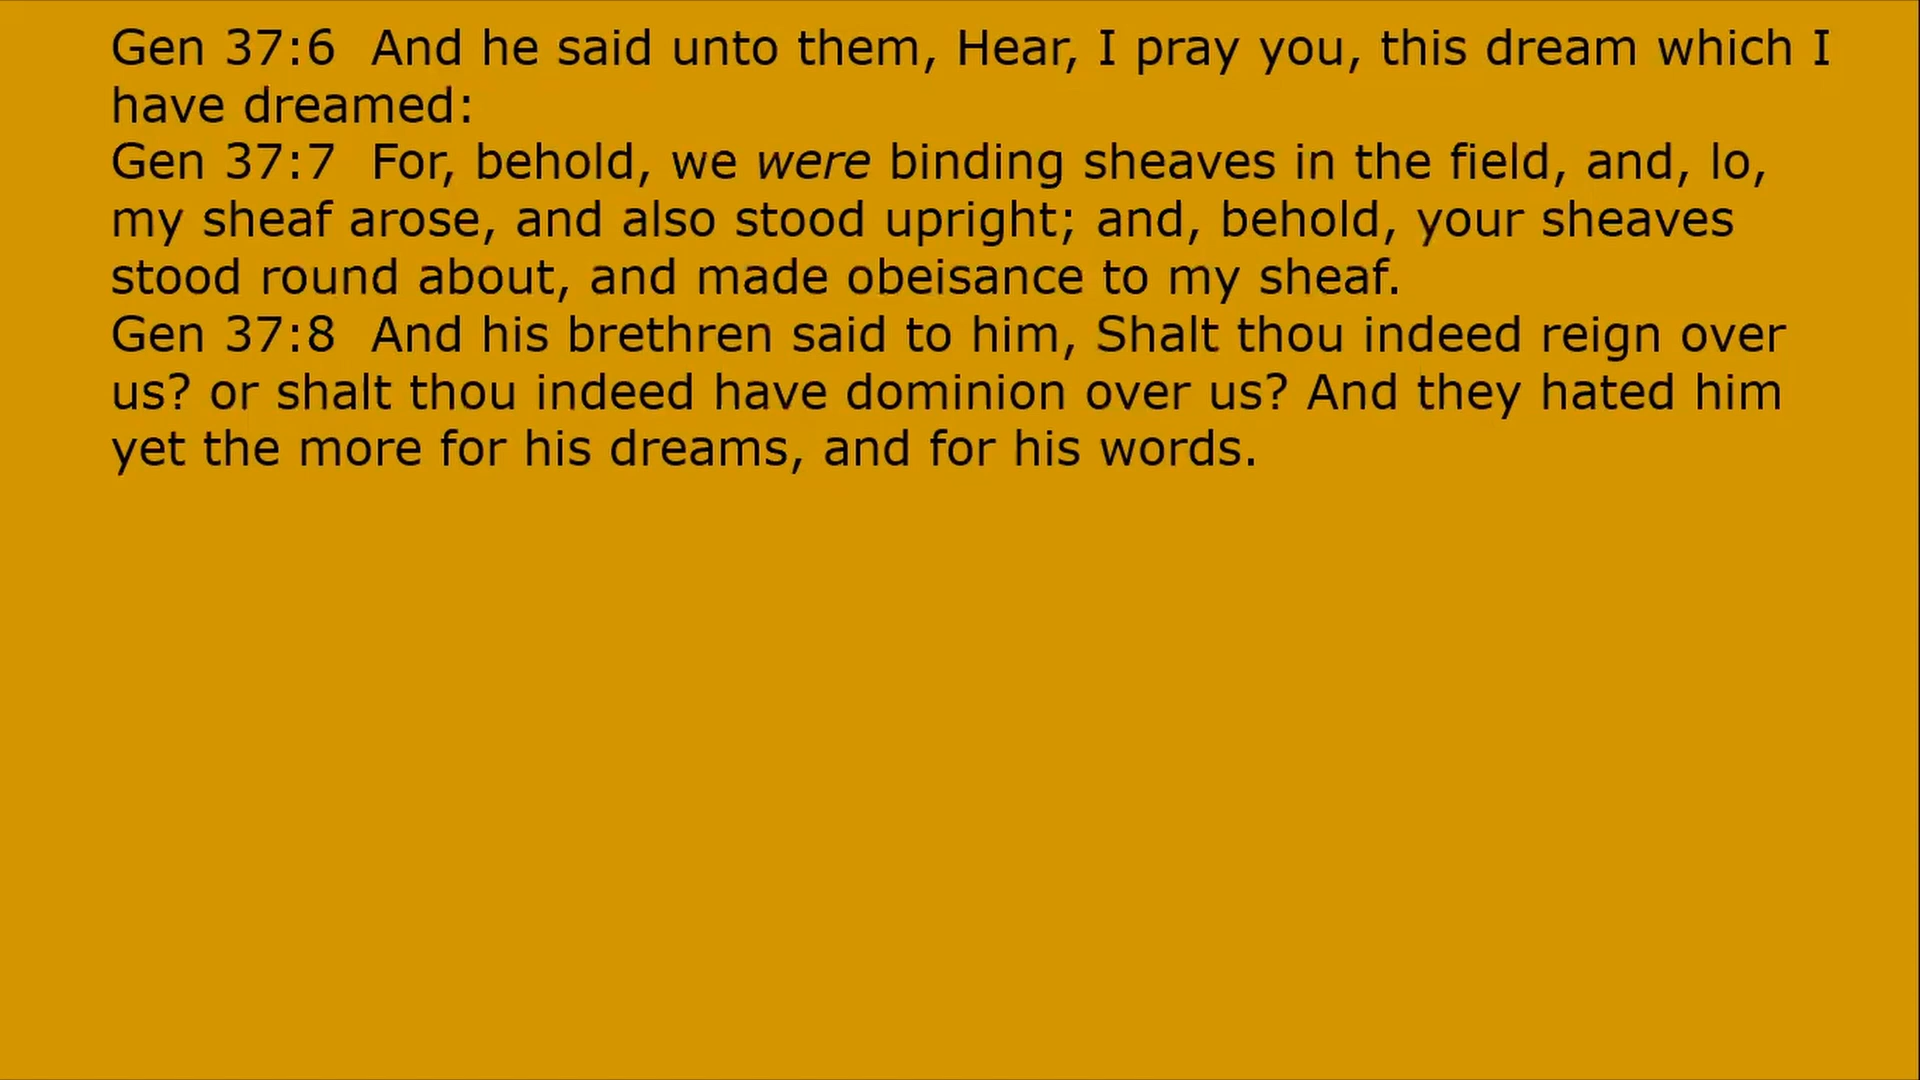 Gen 37:6  And he said unto them, Hear, I pray you, this dream which I
have dreamed:
Gen 37:7  For, behold, we were binding sheaves in the field, and, lo,
my sheaf arose, and also stood upright; and, behold, your sheaves
stood round about, and made obeisance to my sheaf.
Gen 37:8  And his brethren said to him, Shalt thou indeed reign over
us? or shalt thou indeed have dominion over us? And they hated him
yet the more for his dreams, and for his words.